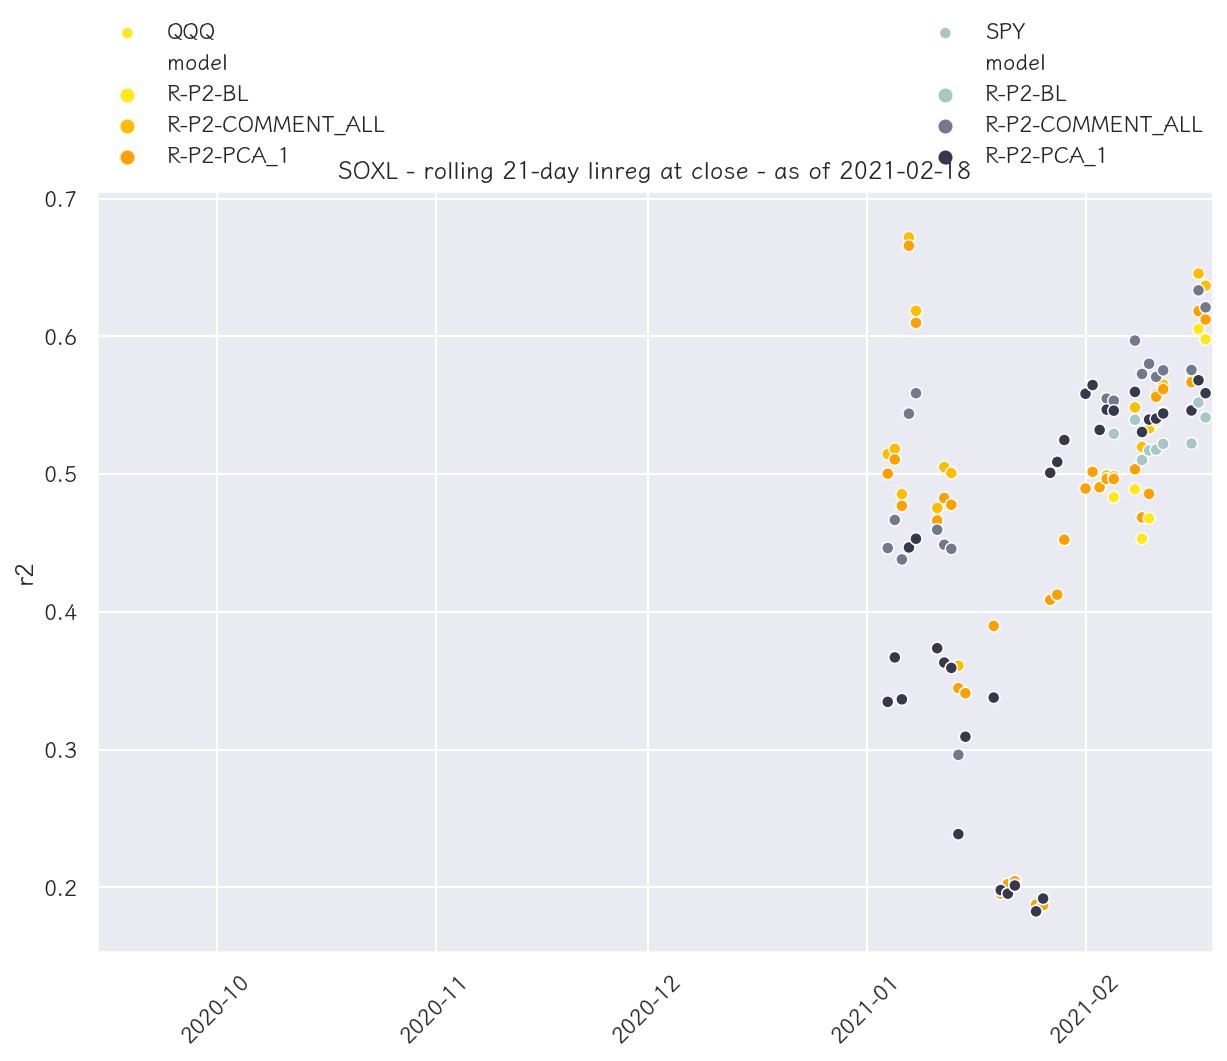 QQQ
model
R-P2-BL
R-P2-COMMENT_ALL
R-P2-PCA_1
SPY
model
R-P2-BL
R-P2-COMMENT_ALL
R-P2-PCA_1
SOXL - rolling 21-day linreg at close - as of 2021-02-18
0.7
0.6
0.5
0.4
0.3
0.2
r2
2020-10
2020-11
2020-12
2021-01
2021-02